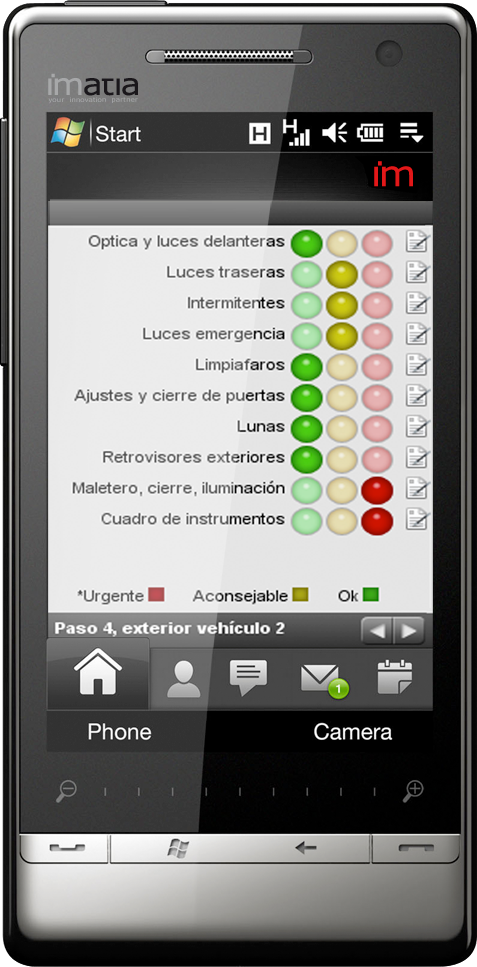 imatia
your innovation partner
Start
H
H
im
Optica y luces delanteras
Luces traseras
Intermitentes
Luces emergencia
Limpiafaros
Ajustes y cierre de puertas
Lunas
Retrovisores exteriores
Maletero, cierre, iluminación
Cuadro de instrumentos
*Urgente Aconsejable Ok
Paso 4, exterior vehículo 2
1
Phone Camera